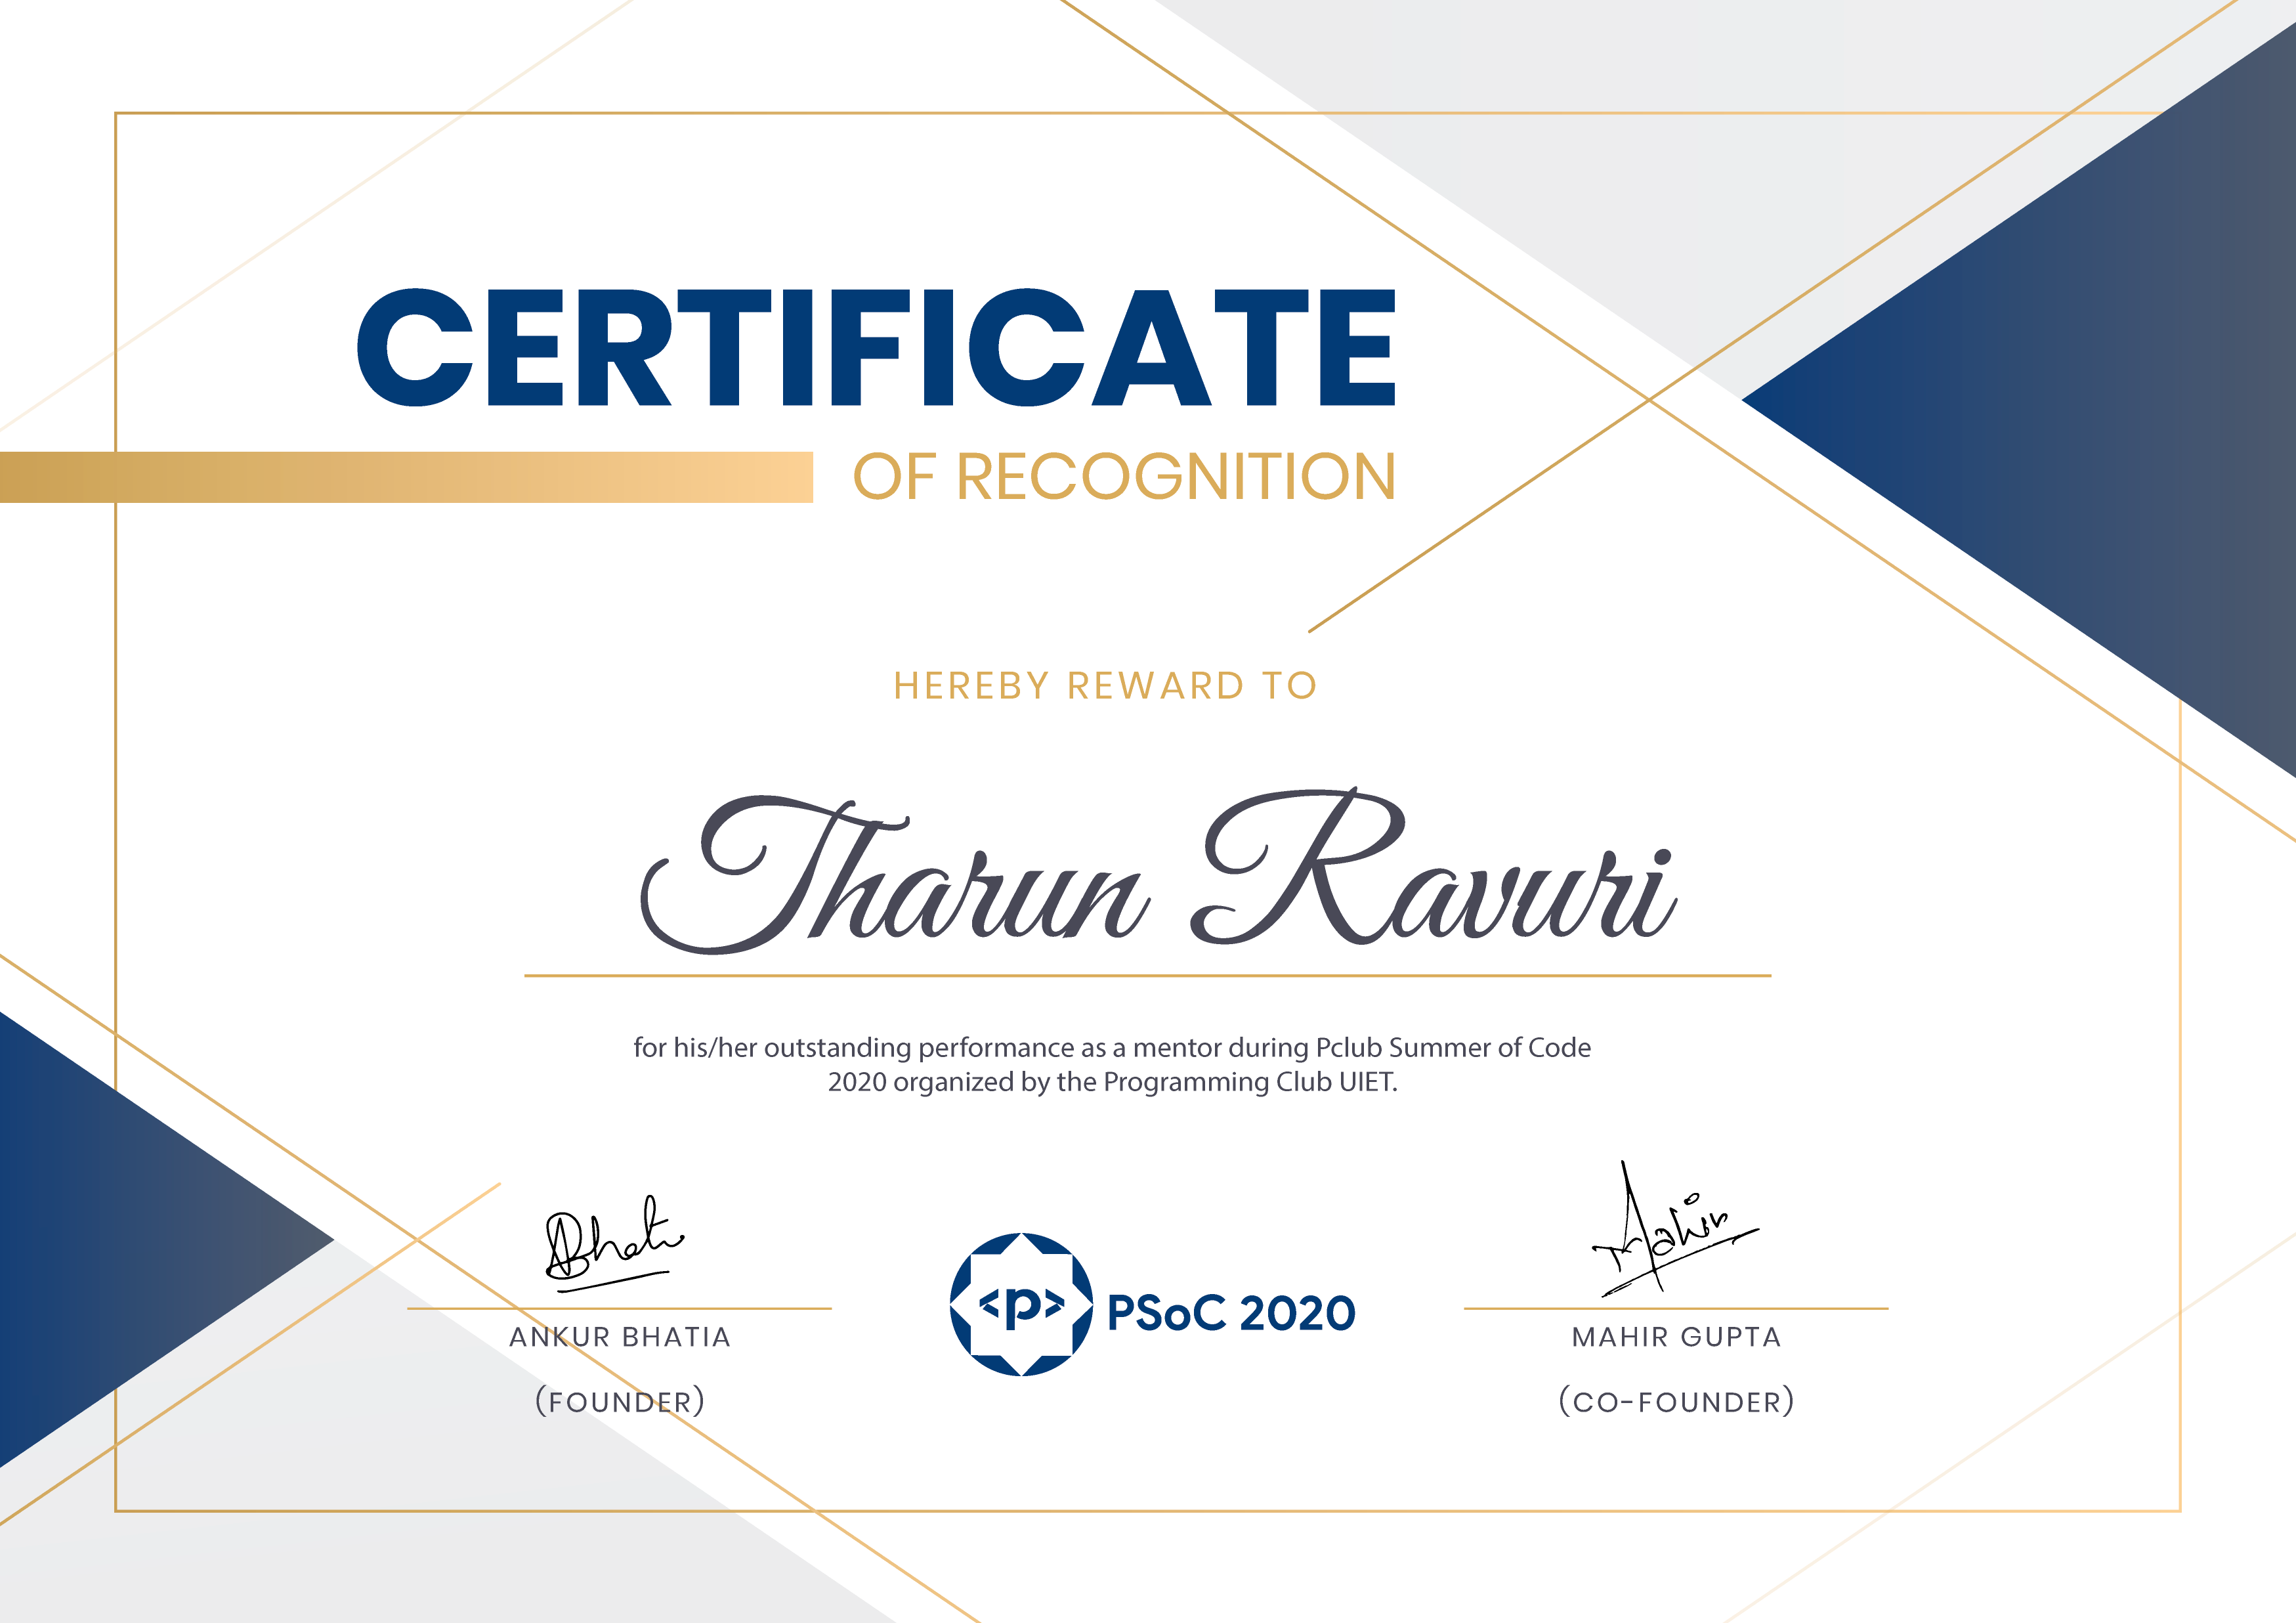 CERTIFICATE
OF RECOGNITION
HEREBY REWARD TO
Tharun Ravuri
for his/her outstanding performance as a mentor during Pclub Summer of Code
2020 organized by the Programming Club UIET.
Bhati
Mahir
<p> PSoC 2020
ANKUR BHATIA
MAHIR GUPTA
(FOUNDER)
(CO-FOUNDER)